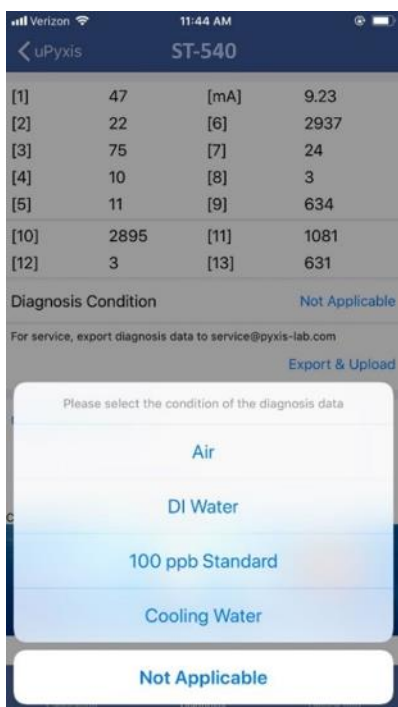 Verizon 11:44 AM
uPyxis ST-540
[1] 47 [mA] 9.23
[2] 22 [6] 2937
[3] 75 [7] 24
[4] 10 [8] 3
[5] 11 [9] 634
[10] 2895 [11] 1081
[12] 3 [13] 631
Diagnosis Condition Not Applicable
For service, export diagnosis data to service@pyxis-lab.com
Export & Upload
Please select the condition of the diagnosis data
Air
DI Water
100 ppb Standard
Cooling Water
Not Applicable